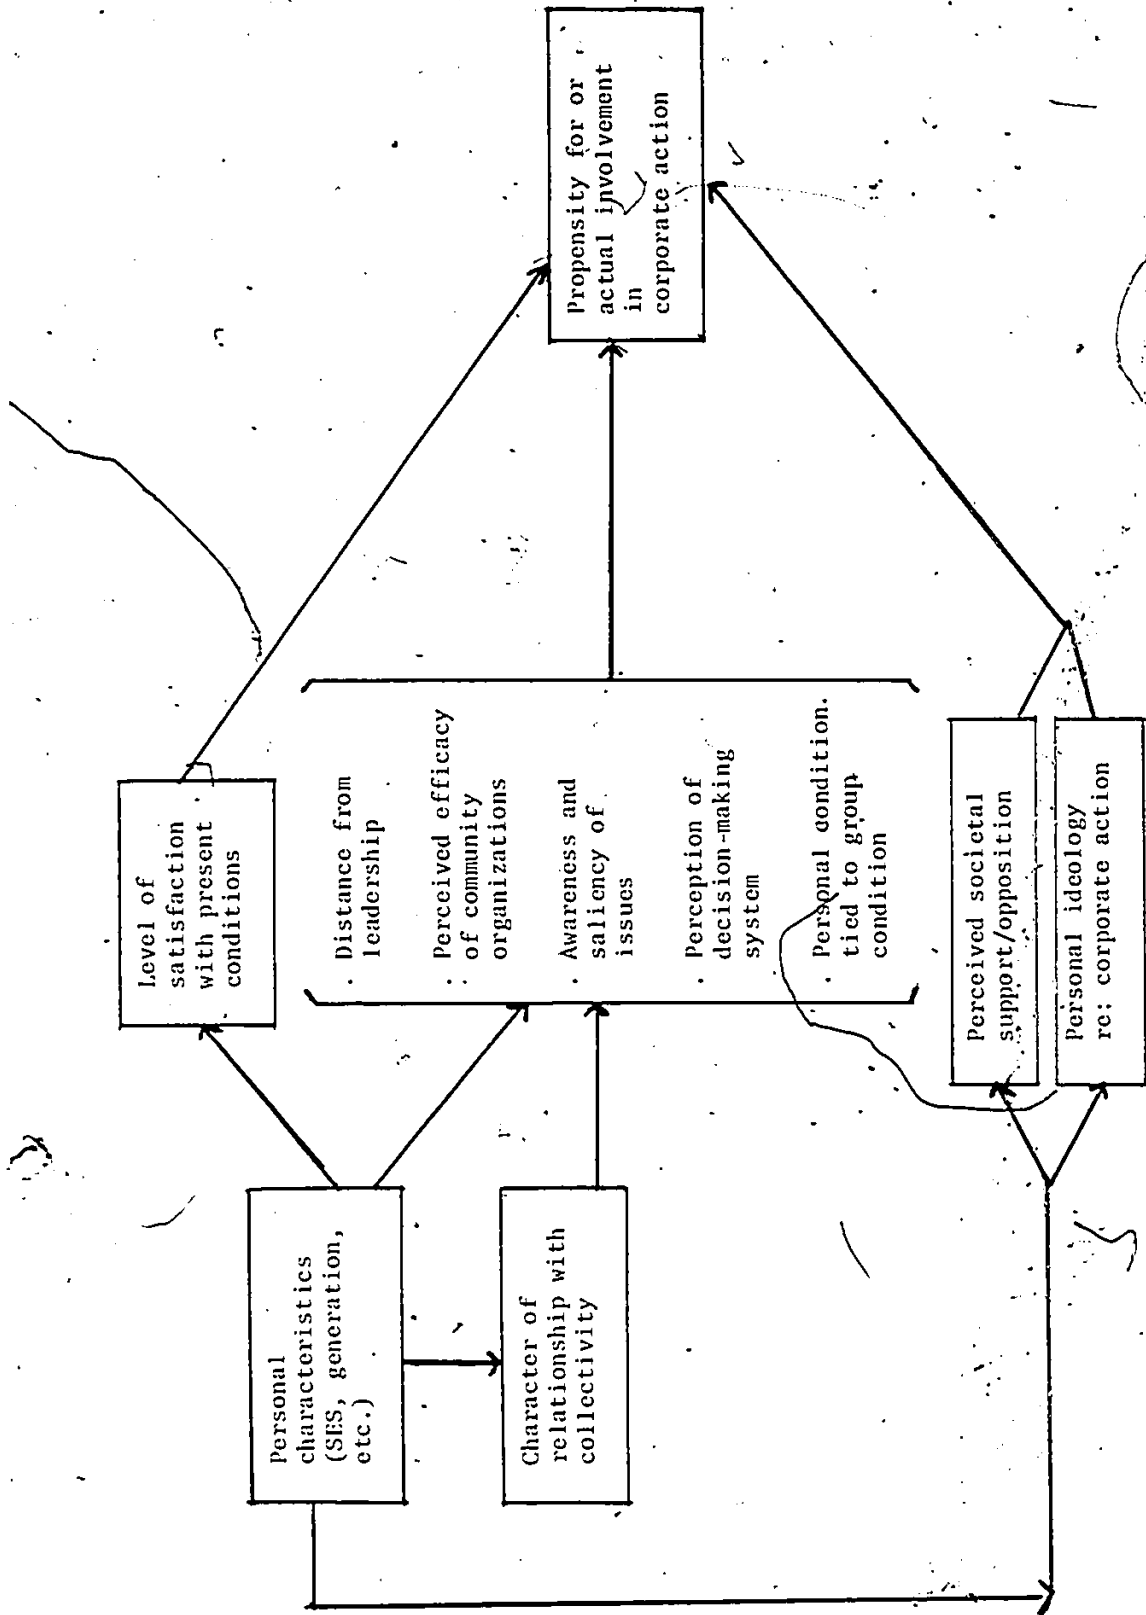 Level of
satisfaction
with present
conditions
Personal
characteristics
(SES, generation,
etc.)
Character of
relationship with
collectivity
. Distance from
leadership
. Perceived efficacy
. of community
organizations
. Awareness and
saliency of
issues
. Perception of
decision-making
system
. Personal condition.
tied to group
condition
Perceived societal
support/opposition
Personal ideology
re: corporate action
Propensity for or
actual involvement
in
corporate action